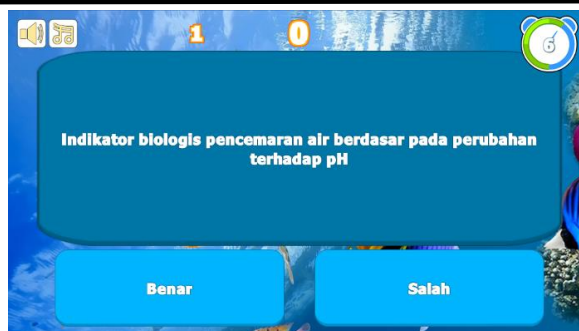 1 0 6
Indikator biologis pencemaran air berdasar pada perubahan
terhadap pH
Benar Salah